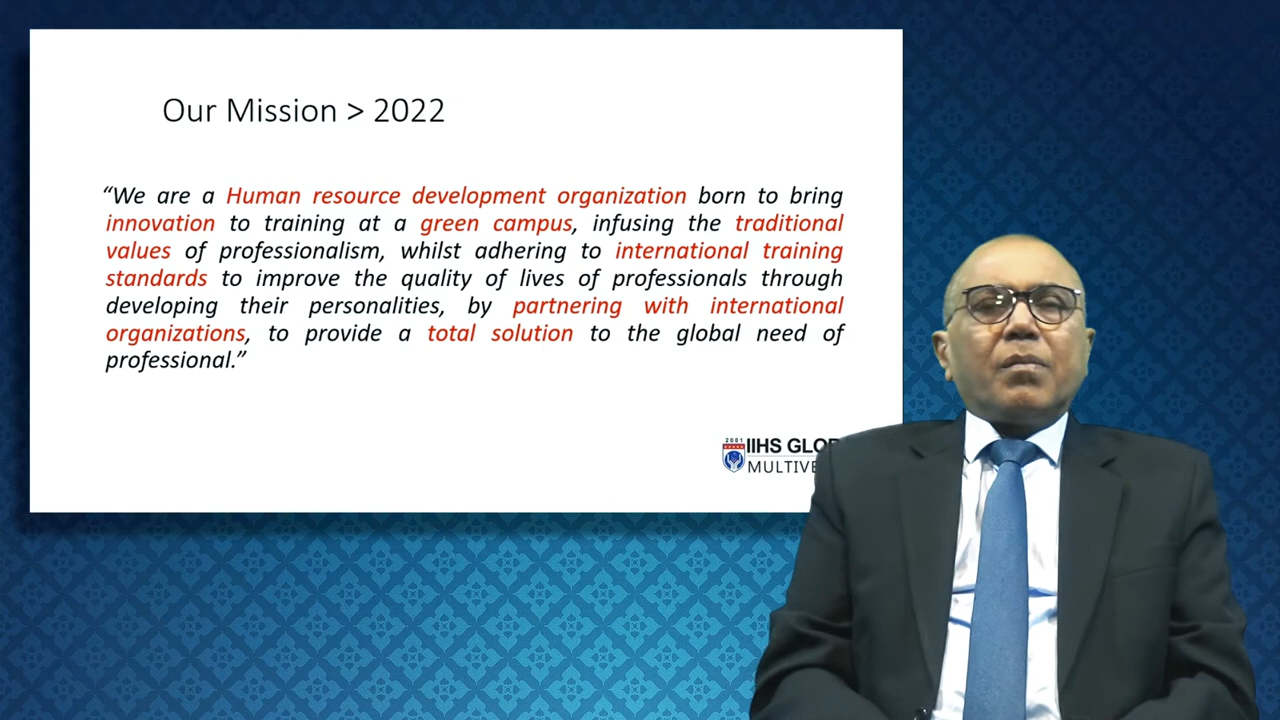 Our Mission > 2022
“We are a Human resource development organization born to bring
innovation to training at a green campus, infusing the traditional
values of professionalism, whilst adhering to international training
standards to improve the quality of lives of professionals through
developing their personalities, by partnering with international
organizations, to provide a total solution to the global need of
professional.”
2001
IIHS